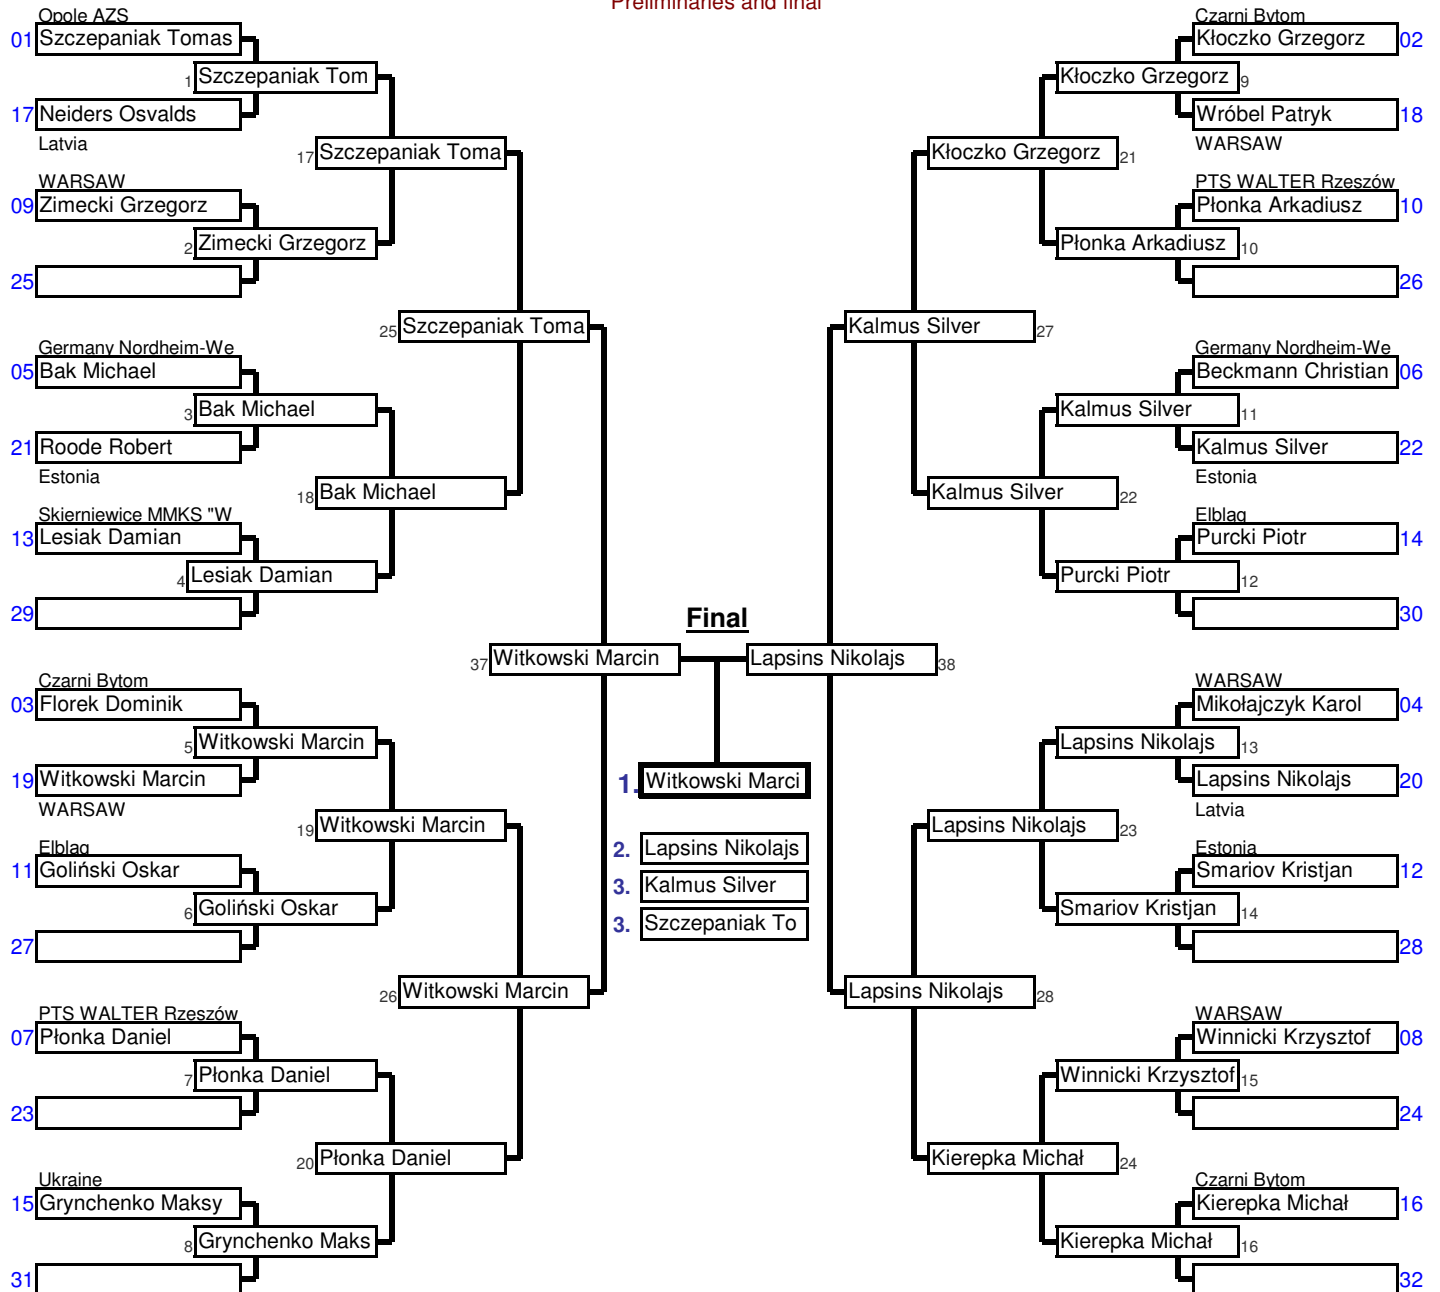 Preliminaries and final
Opole AZS
01 Szczepaniak Tomas
1 Szczepaniak Tom
17 Neiders Osvalds
Latvia
17 Szczepaniak Toma
WARSAW
09 Zimecki Grzegorz
2 Zimecki Grzegorz
25
25 Szczepaniak Toma
Germany Nordheim-We
05 Bak Michael
3 Bak Michael
21 Roode Robert
Estonia
18 Bak Michael
Skierniewice MMKS "W
13 Lesiak Damian
4 Lesiak Damian
29
37 Witkowski Marcin
Czarni Bytom
03 Florek Dominik
5 Witkowski Marcin
19 Witkowski Marcin
WARSAW
19 Witkowski Marcin
Elbląg
11 Goliński Oskar
6 Goliński Oskar
27
26 Witkowski Marcin
PTS WALTER Rzeszów
07 Płonka Daniel
7 Płonka Daniel
23
20 Płonka Daniel
Ukraine
15 Grynchenko Maksy
8 Grynchenko Maks
31
Final
1. Witkowski Marci
2. Lapsins Nikolajs
3. Kalmus Silver
3. Szczepaniak To
Czarni Bytom
Kłoczko Grzegorz 02
Kłoczko Grzegorz 9
Wróbel Patryk 18
WARSAW
Kłoczko Grzegorz 21
PTS WALTER Rzeszów
Płonka Arkadiusz 10
Płonka Arkadiusz 10
26
Kalmus Silver 27
Germany Nordheim-We
Beckmann Christian 06
Kalmus Silver 11
Kalmus Silver 22
Estonia
Kalmus Silver 22
Elbląg
Purcki Piotr 14
Purcki Piotr 12
30
Lapsins Nikolajs 38
WARSAW
Mikołajczyk Karol 04
Lapsins Nikolajs 13
Lapsins Nikolajs 20
Latvia
Lapsins Nikolajs 23
Estonia
Smariov Kristjan 12
Smariov Kristjan 14
28
Lapsins Nikolajs 28
WARSAW
Winnicki Krzysztof 08
Winnicki Krzysztof 15
24
Kierepka Michał 24
Czarni Bytom
Kierepka Michał 16
Kierepka Michał 16
32